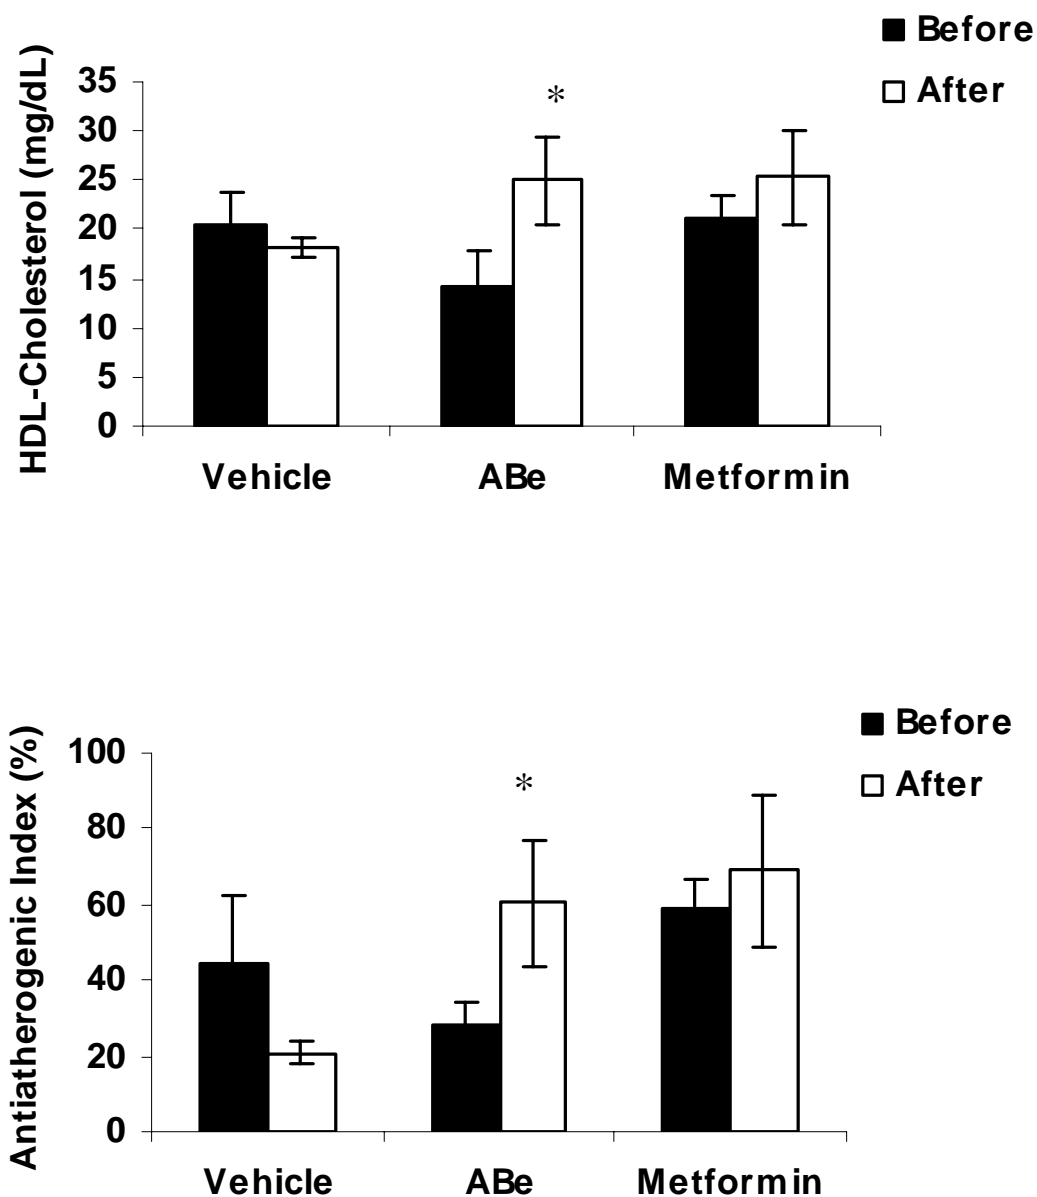 Before
After
HDL-Cholesterol (mg/dL)
35
30
25
20
15
10
5
0
*
Vehicle ABe Metformin
Before
After
Antiatherogenic Index (%)
100
80
60
40
20
0
*
Vehicle ABe Metformin